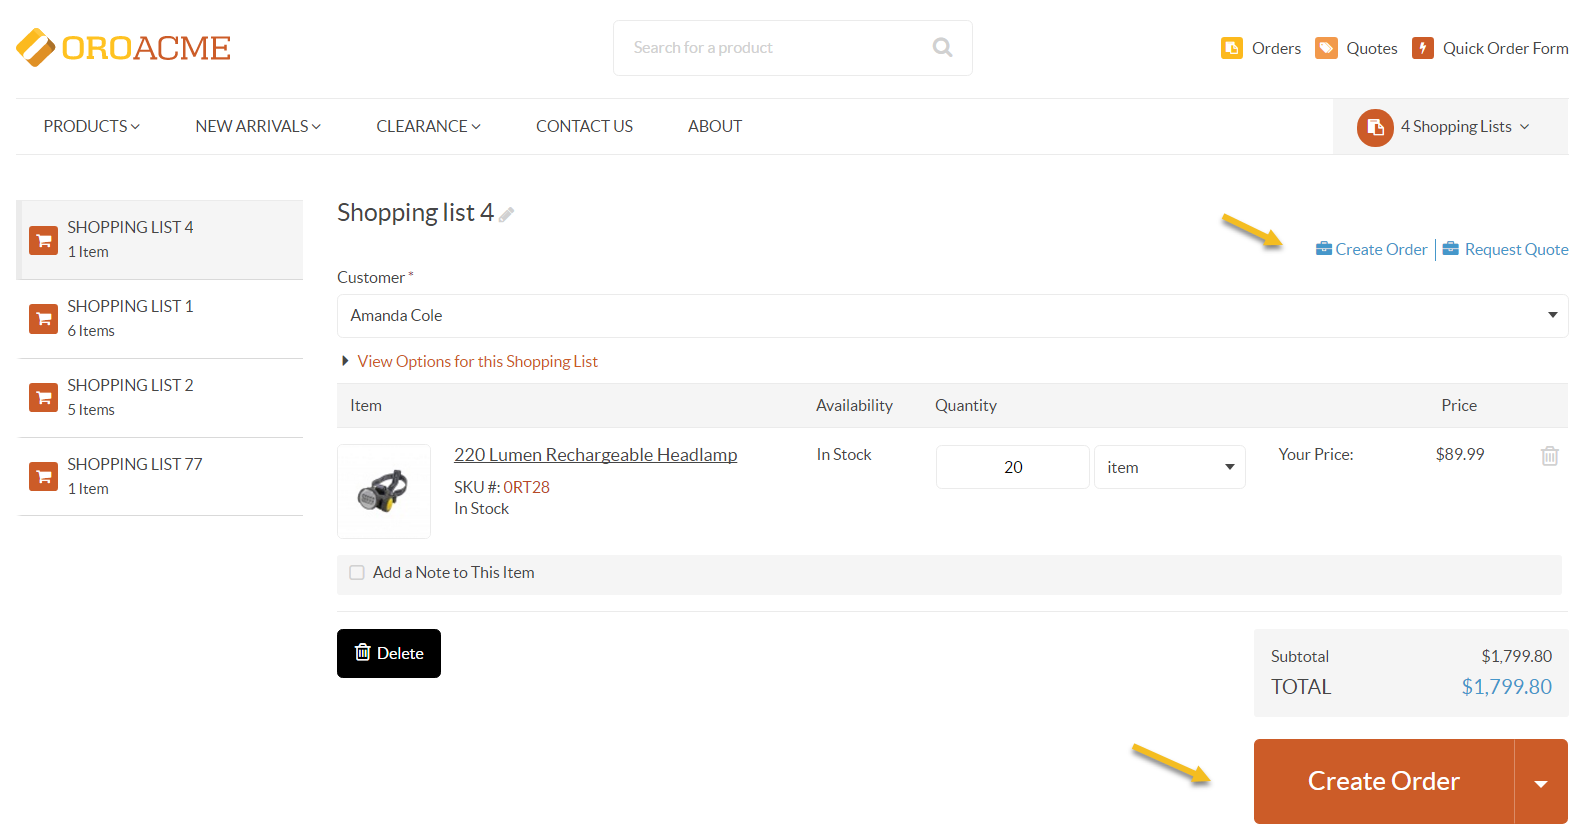 OROACME
Search for a product
Orders Quotes Quick Order Form
PRODUCTS NEW ARRIVALS CLEARANCE CONTACT US ABOUT
4 Shopping Lists
SHOPPING LIST 4
1 Item
SHOPPING LIST 1
6 Items
SHOPPING LIST 2
5 Items
SHOPPING LIST 77
1 Item
Shopping list 4
Create Order Request Quote
Customer *
Amanda Cole
View Options for this Shopping List
Item Availability Quantity Price
220 Lumen Rechargeable Headlamp In Stock 20 item Your Price: $89.99
SKU #: 0RT28
In Stock
Add a Note to This Item
Delete
Subtotal $1,799.80
TOTAL $1,799.80
Create Order